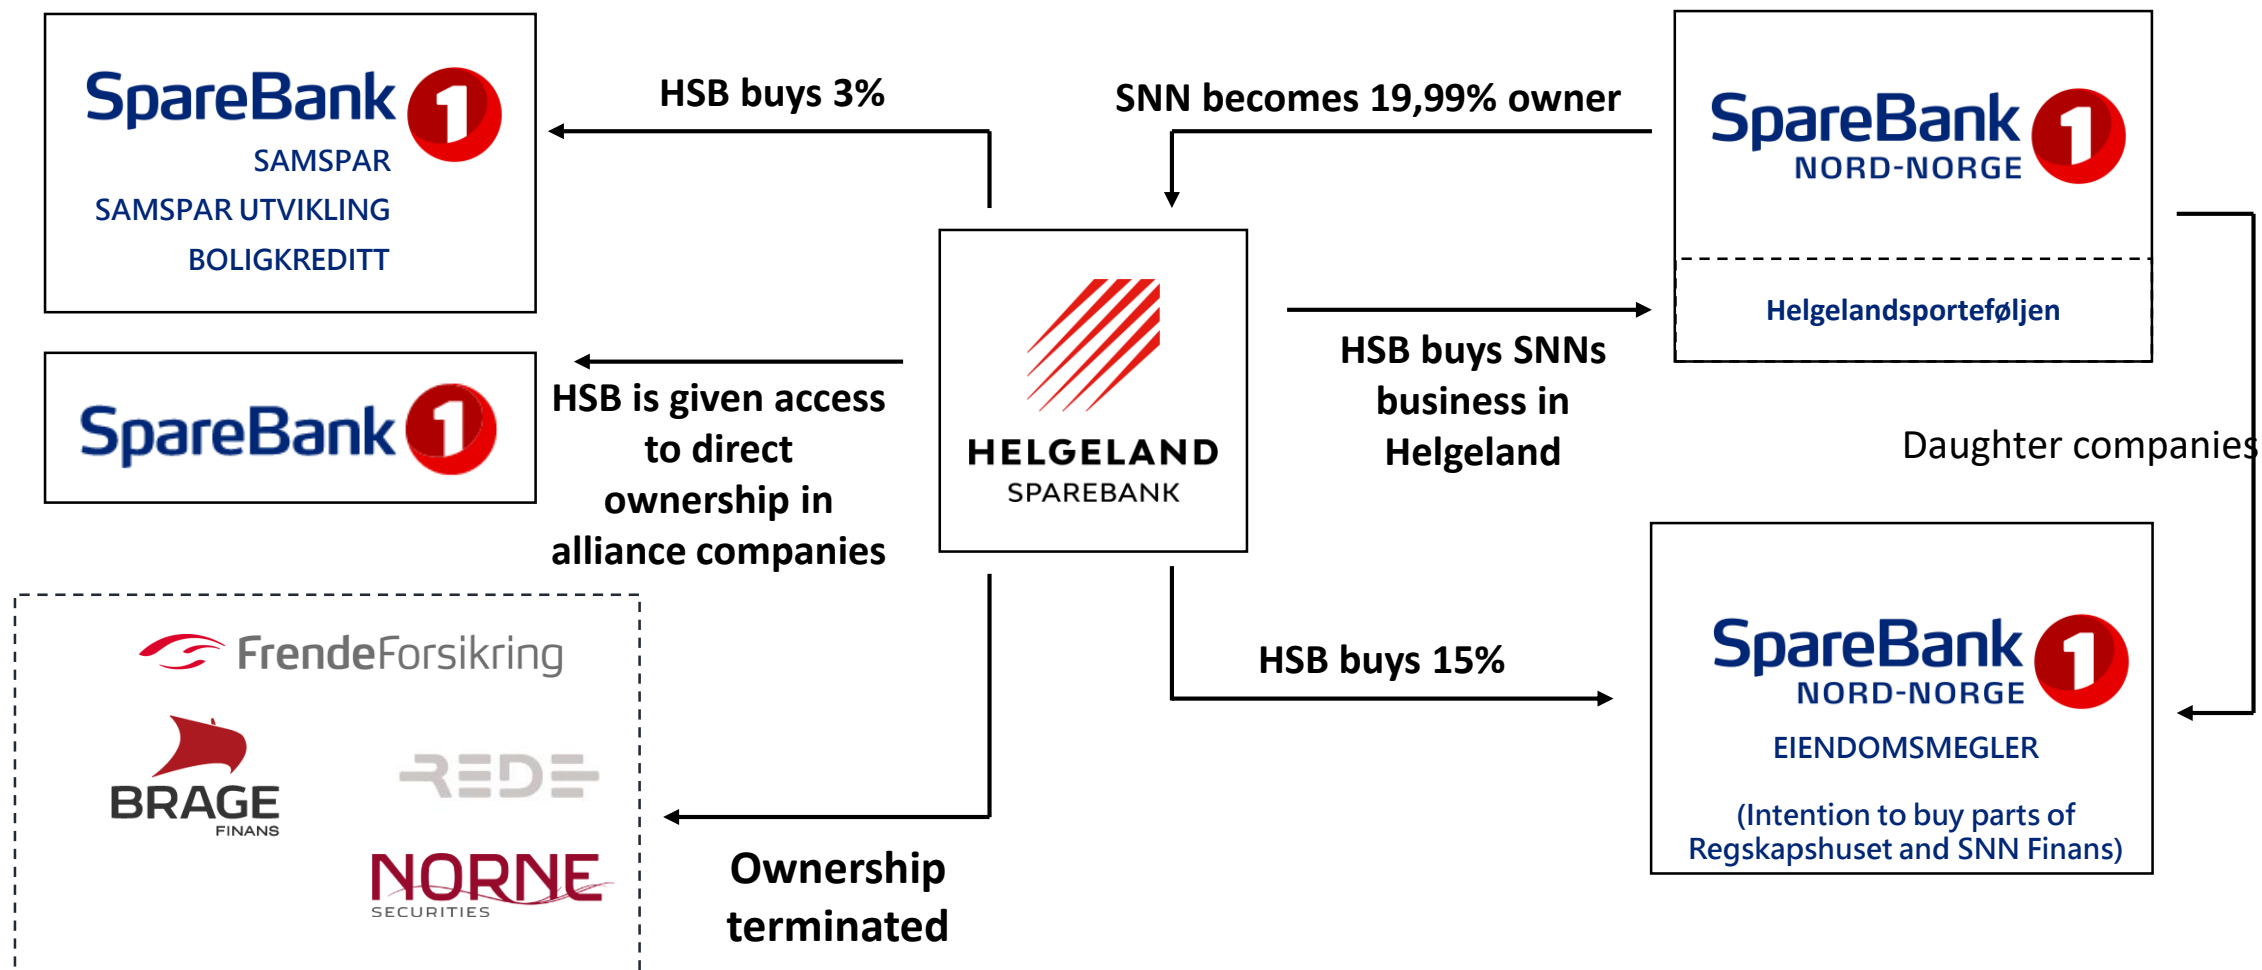 SpareBank 1
SAMSPAR
SAMSPAR UTVIKLING
BOLIGKREDITT
HSB buys 3%
SNN becomes 19,99% owner
SpareBank 1
NORD-NORGE
Helgelandsporteføljen
SpareBank 1
HSB is given access
to direct
ownership in
alliance companies
HELGELAND
SPAREBANK
HSB buys SNNs
business in
Helgeland
Daughter companies
FrendeForsikring
BRAGE
FINANS
REDE
NORNE
SECURITIES
Ownership
terminated
HSB buys 15%
SpareBank 1
NORD-NORGE
EIENDOMSMEGLER
(Intention to buy parts of
Regskapshuset and SNN Finans)